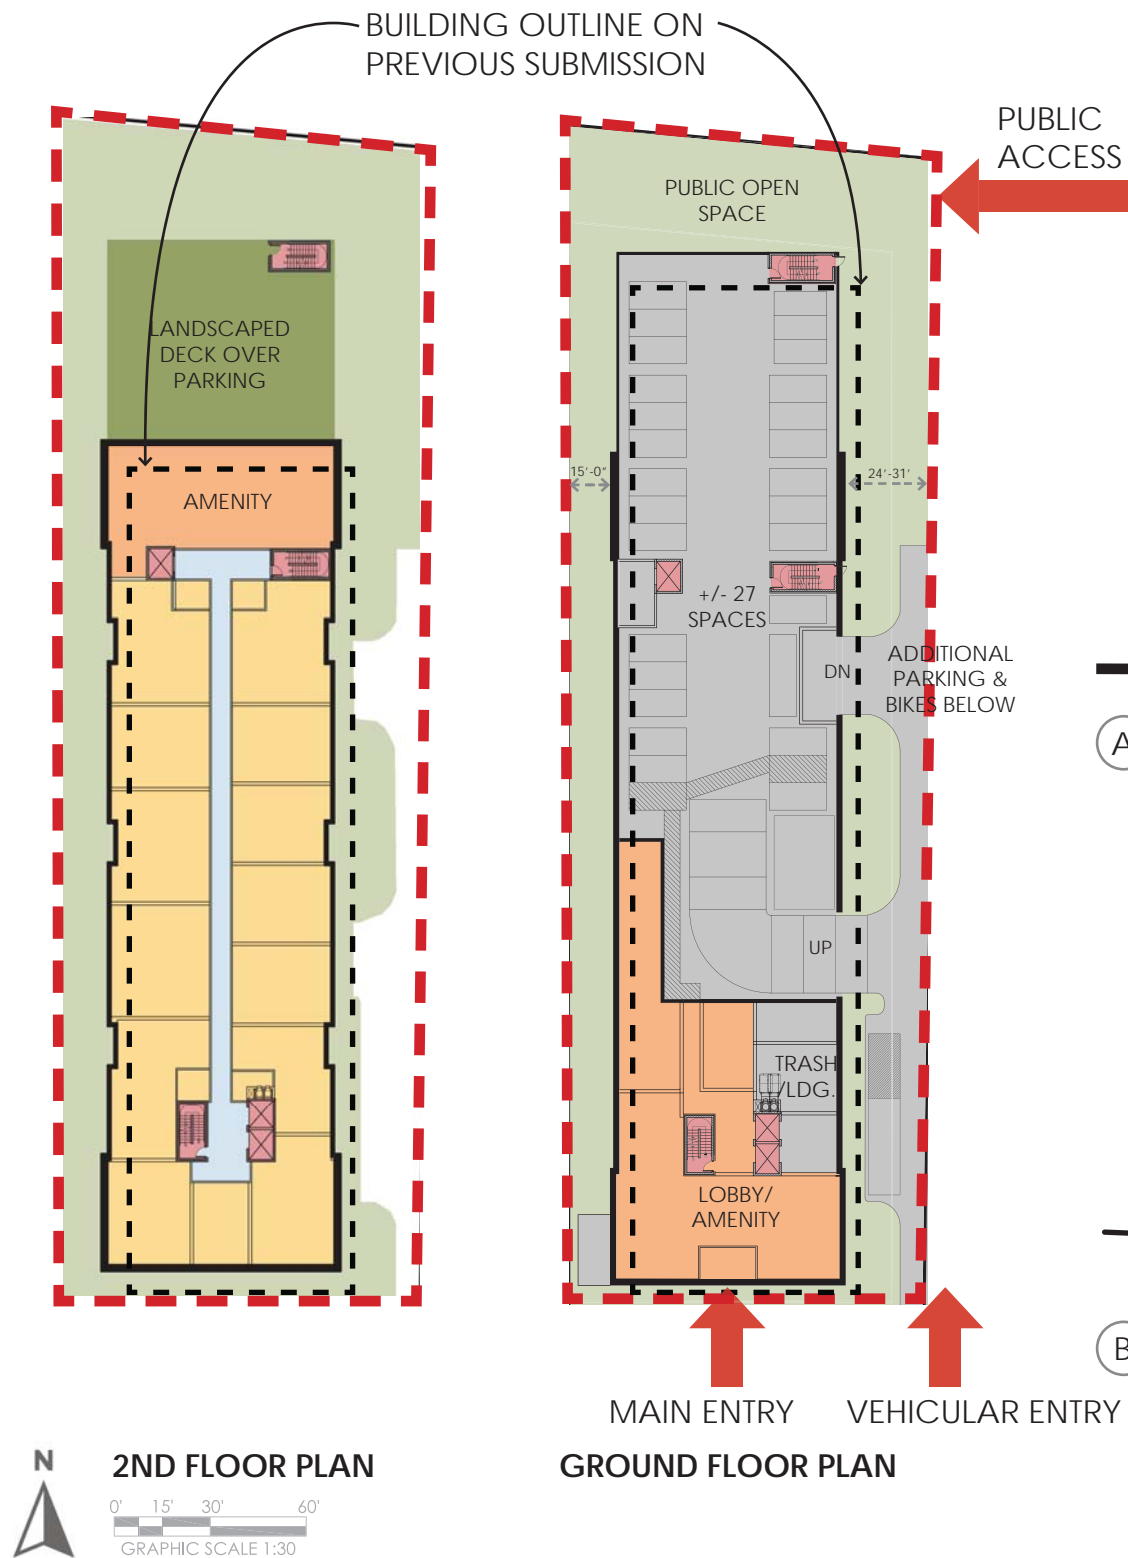 BUILDING OUTLINE ON
PREVIOUS SUBMISSION
PUBLIC
ACCESS
PUBLIC OPEN
SPACE
LANDSCAPED
DECK OVER
PARKING
AMENITY
15'-0"
24'-31'
+/- 27
SPACES
DN
ADDITIONAL
PARKING &
BIKES BELOW
A
UP
TRASH
/LDG.
LOBBY/
AMENITY
B
MAIN ENTRY
VEHICULAR ENTRY
N
2ND FLOOR PLAN
GROUND FLOOR PLAN
0' 15' 30' 60'
GRAPHIC SCALE 1:30